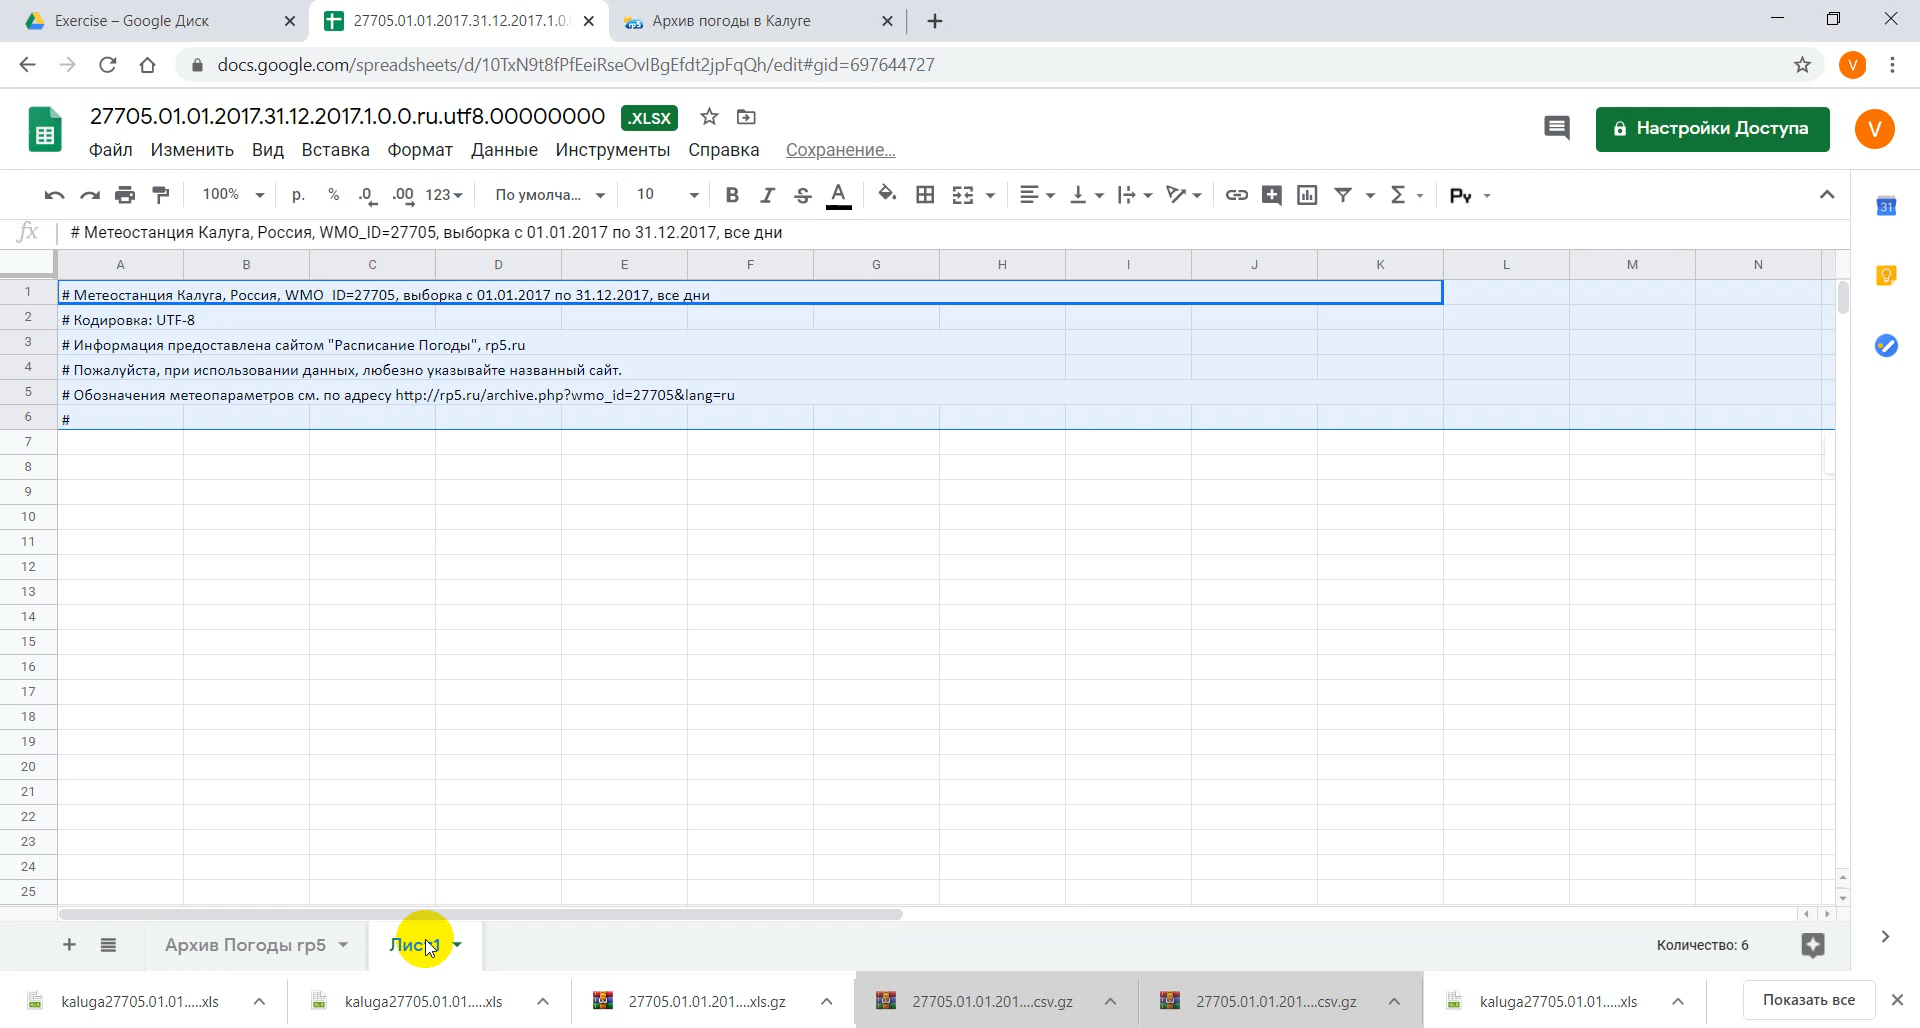 Exercise – Google Диск
27705.01.01.2017.31.12.2017.1.0.
Архив погоды в Калуге
docs.google.com/spreadsheets/d/10TxN9t8fPfEeiRseOvIBgEfdt2jpFqQh/edit#gid=697644727
V
27705.01.01.2017.31.12.2017.1.0.0.ru.utf8.00000000
.XLSX
Настройки Доступа
V
Файл Изменить Вид Вставка Формат Данные Инструменты Справка Сохранение...
100% р. % .0 .00 123 По умолча... 10 B I S A Σ Py
31
fx # Метеостанция Калуга, Россия, WMO_ID=27705, выборка с 01.01.2017 по 31.12.2017, все дни
A B C D E F G H I J K L M N
1 # Метеостанция Калуга, Россия, WMO_ID=27705, выборка с 01.01.2017 по 31.12.2017, все дни
2 # Кодировка: UTF-8
3 # Информация предоставлена сайтом "Расписание Погоды", rp5.ru
4 # Пожалуйста, при использовании данных, любезно указывайте названный сайт.
5 # Обозначения метеопараметров см. по адресу http://rp5.ru/archive.php?wmo_id=27705&lang=ru
6 #
7
8
9
10
11
12
13
14
15
16
17
18
19
20
21
22
23
24
25
Архив Погоды rp5
Лист1
Количество: 6
kaluga27705.01.01.....xls
kaluga27705.01.01.....xls
27705.01.01.201....xls.gz
27705.01.01.201....csv.gz
27705.01.01.201....csv.gz
kaluga27705.01.01.....xls
Показать все